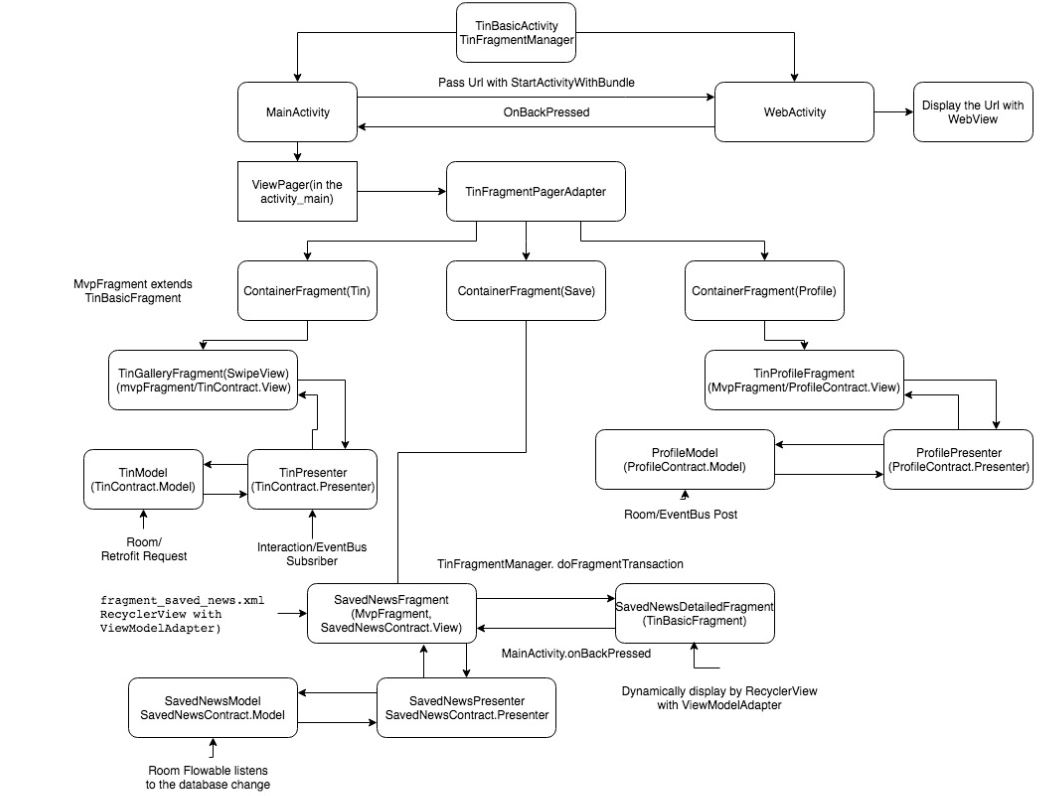 TinBasicActivity
TinFragmentManager
Pass Url with StartActivityWithBundle
MainActivity
OnBackPressed
WebActivity
Display the Url with
WebView
ViewPager(in the
activity_main)
TinFragmentPagerAdapter
MvpFragment extends
TinBasicFragment
ContainerFragment(Tin)
ContainerFragment(Save)
ContainerFragment(Profile)
TinGalleryFragment(SwipeView)
(mvpFragment/TinContract.View)
TinProfileFragment
(MvpFragment/ProfileContract.View)
TinModel
(TinContract.Model)
TinPresenter
(TinContract.Presenter)
ProfileModel
(ProfileContract.Model)
ProfilePresenter
(ProfileContract.Presenter)
Room/EventBus Post
Room/
Retrofit Request
Interaction/EventBus
Subsriber
TinFragmentManager. doFragmentTransaction
fragment_saved_news.xml
RecyclerView with
ViewModelAdapter)
SavedNewsFragment
(MvpFragment,
SavedNewsContract.View)
SavedNewsDetailedFragment
(TinBasicFragment)
MainActivity.onBackPressed
Dynamically display by RecyclerView
with ViewModelAdapter
SavedNewsModel
SavedNewsContract.Model
SavedNewsPresenter
SavedNewsContract.Presenter
Room Flowable listens
to the database change